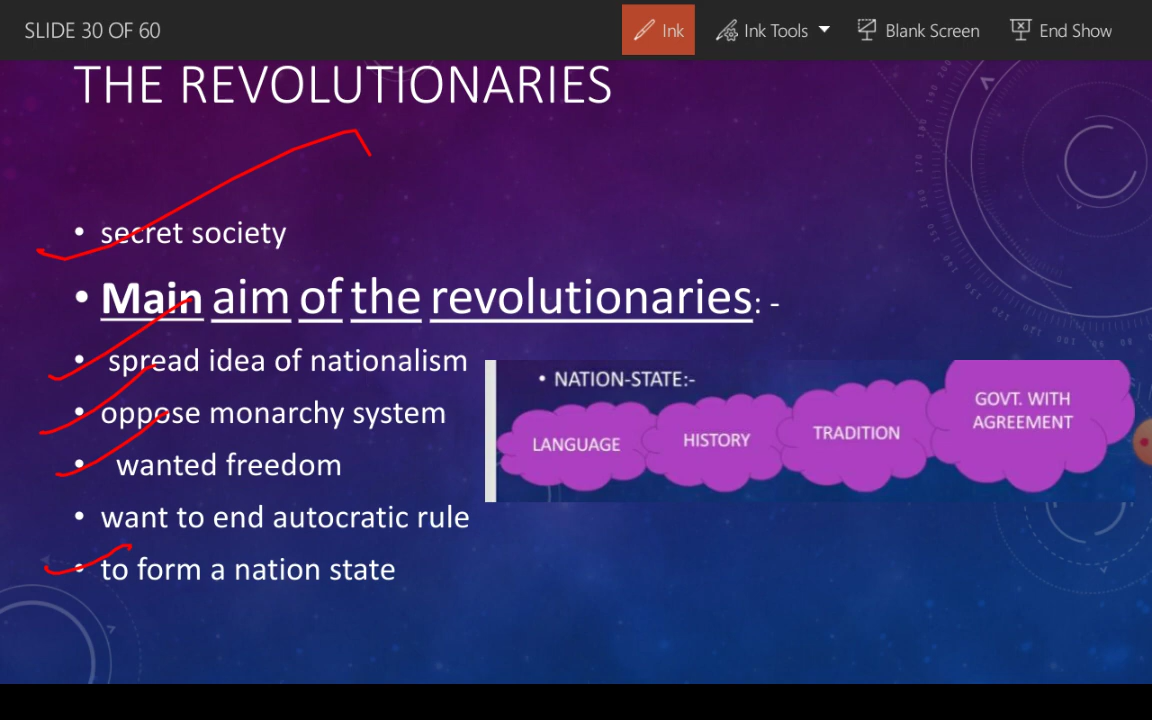 SLIDE 30 OF 60
Ink
Ink Tools
Blank Screen
End Show
THE REVOLUTIONARIES
• secret society
• Main aim of the revolutionaries: -
• spread idea of nationalism
• oppose monarchy system
• wanted freedom
• want to end autocratic rule
• to form a nation state
• NATION-STATE:-
LANGUAGE
HISTORY
TRADITION
GOVT. WITH
AGREEMENT